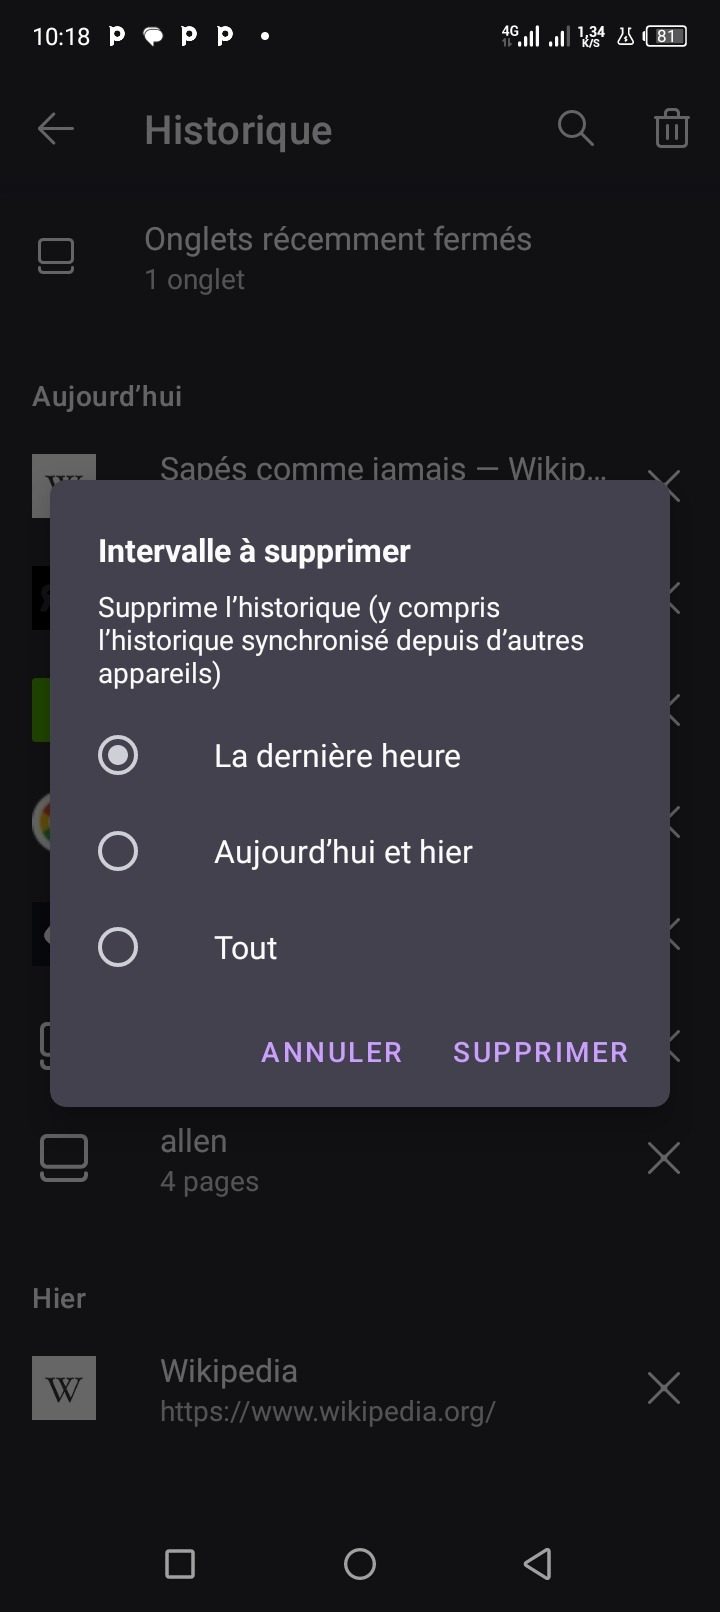 10:18
4G 1,34 K/S 81
Historique
Onglets récemment fermés
1 onglet
Aujourd’hui
Sapés comme jamais — Wikip…
Intervalle à supprimer
Supprime l’historique (y compris
l’historique synchronisé depuis d’autres
appareils)
La dernière heure
Aujourd’hui et hier
Tout
ANNULER SUPPRIMER
allen
4 pages
Hier
W Wikipedia
https://www.wikipedia.org/